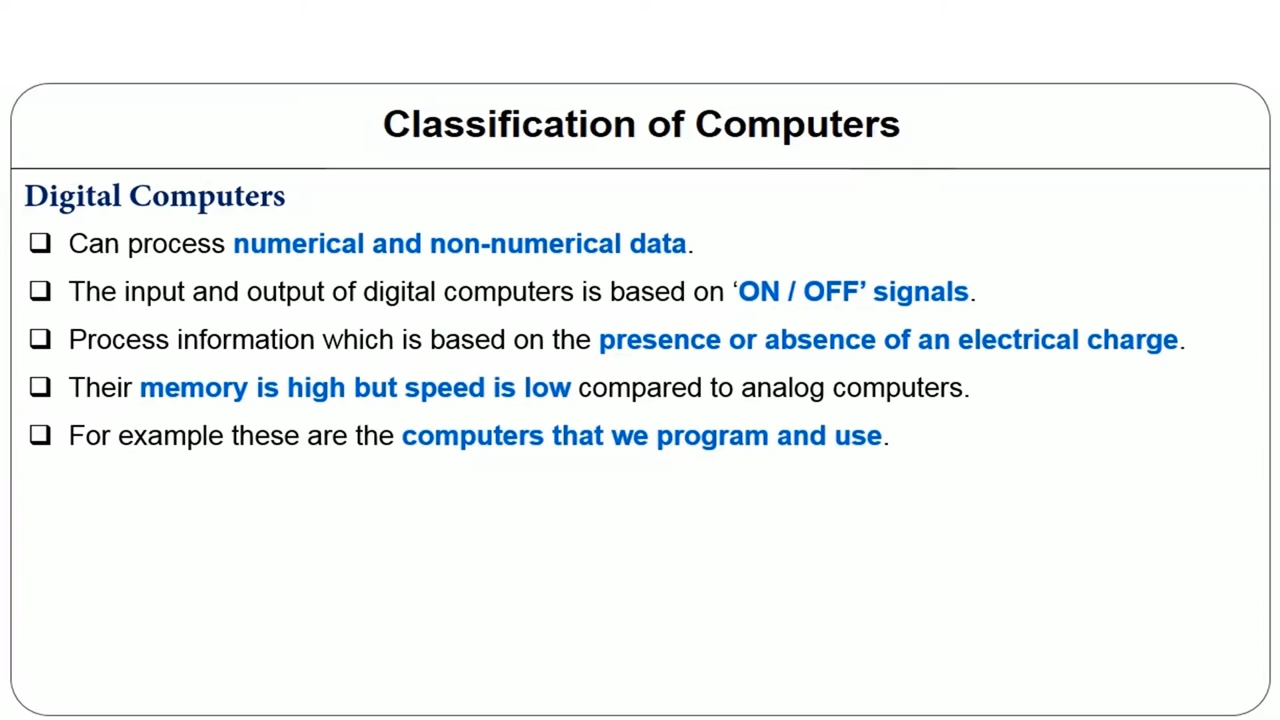 Classification of Computers
Digital Computers
❑ Can process numerical and non-numerical data.
❑ The input and output of digital computers is based on ‘ON / OFF’ signals.
❑ Process information which is based on the presence or absence of an electrical charge.
❑ Their memory is high but speed is low compared to analog computers.
❑ For example these are the computers that we program and use.